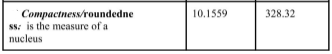 Compactness/roundedne 10.1559 328.32
ss: is the measure of a
nucleus